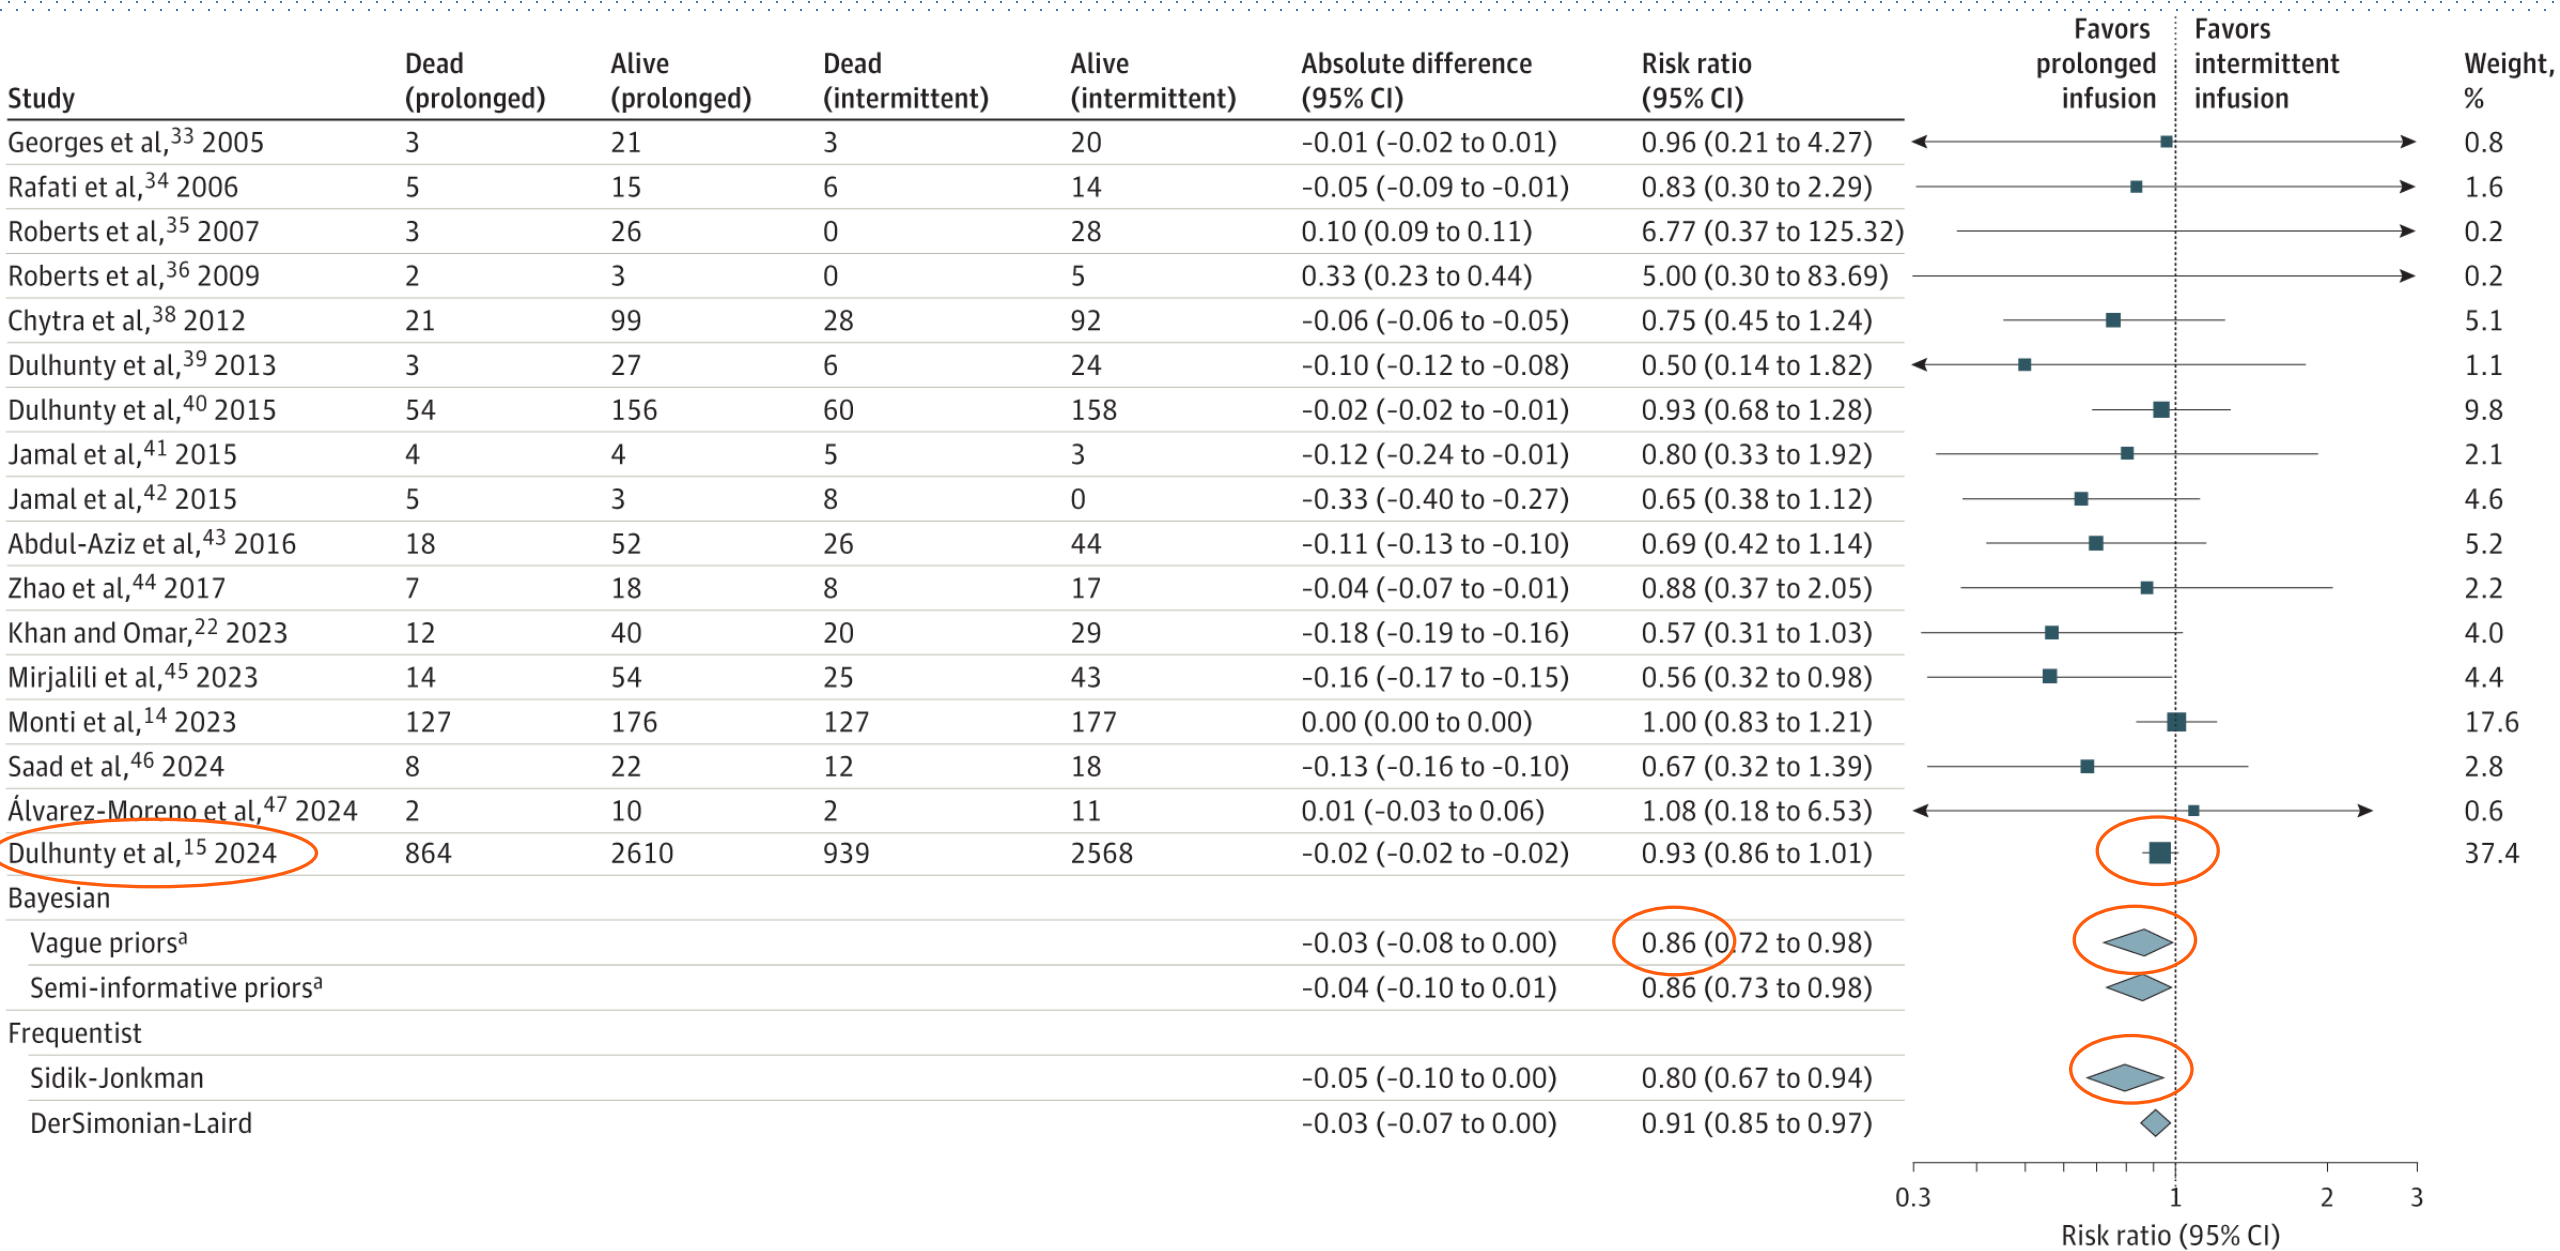 Study Dead (prolonged) Alive (prolonged) Dead (intermittent) Alive (intermittent) Absolute difference (95% CI) Risk ratio (95% CI) Favors prolonged infusion Favors intermittent infusion Weight, %
Georges et al,33 2005 3 21 3 20 -0.01 (-0.02 to 0.01) 0.96 (0.21 to 4.27) 0.8
Rafati et al,34 2006 5 15 6 14 -0.05 (-0.09 to -0.01) 0.83 (0.30 to 2.29) 1.6
Roberts et al,35 2007 3 26 0 28 0.10 (0.09 to 0.11) 6.77 (0.37 to 125.32) 0.2
Roberts et al,36 2009 2 3 0 5 0.33 (0.23 to 0.44) 5.00 (0.30 to 83.69) 0.2
Chytra et al,38 2012 21 99 28 92 -0.06 (-0.06 to -0.05) 0.75 (0.45 to 1.24) 5.1
Dulhunty et al,39 2013 3 27 6 24 -0.10 (-0.12 to -0.08) 0.50 (0.14 to 1.82) 1.1
Dulhunty et al,40 2015 54 156 60 158 -0.02 (-0.02 to -0.01) 0.93 (0.68 to 1.28) 9.8
Jamal et al,41 2015 4 4 5 3 -0.12 (-0.24 to -0.01) 0.80 (0.33 to 1.92) 2.1
Jamal et al,42 2015 5 3 8 0 -0.33 (-0.40 to -0.27) 0.65 (0.38 to 1.12) 4.6
Abdul-Aziz et al,43 2016 18 52 26 44 -0.11 (-0.13 to -0.10) 0.69 (0.42 to 1.14) 5.2
Zhao et al,44 2017 7 18 8 17 -0.04 (-0.07 to -0.01) 0.88 (0.37 to 2.05) 2.2
Khan and Omar,22 2023 12 40 20 29 -0.18 (-0.19 to -0.16) 0.57 (0.31 to 1.03) 4.0
Mirjalili et al,45 2023 14 54 25 43 -0.16 (-0.17 to -0.15) 0.56 (0.32 to 0.98) 4.4
Monti et al,14 2023 127 176 127 177 0.00 (0.00 to 0.00) 1.00 (0.83 to 1.21) 17.6
Saad et al,46 2024 8 22 12 18 -0.13 (-0.16 to -0.10) 0.67 (0.32 to 1.39) 2.8
Álvarez-Moreno et al,47 2024 2 10 2 11 0.01 (-0.03 to 0.06) 1.08 (0.18 to 6.53) 0.6
Dulhunty et al,15 2024 864 2610 939 2568 -0.02 (-0.02 to -0.02) 0.93 (0.86 to 1.01) 37.4
Bayesian
Vague priorsa -0.03 (-0.08 to 0.00) 0.86 (0.72 to 0.98)
Semi-informative priorsa -0.04 (-0.10 to 0.01) 0.86 (0.73 to 0.98)
Frequentist
Sidik-Jonkman -0.05 (-0.10 to 0.00) 0.80 (0.67 to 0.94)
DerSimonian-Laird -0.03 (-0.07 to 0.00) 0.91 (0.85 to 0.97)
0.3 1 2 3
Risk ratio (95% CI)